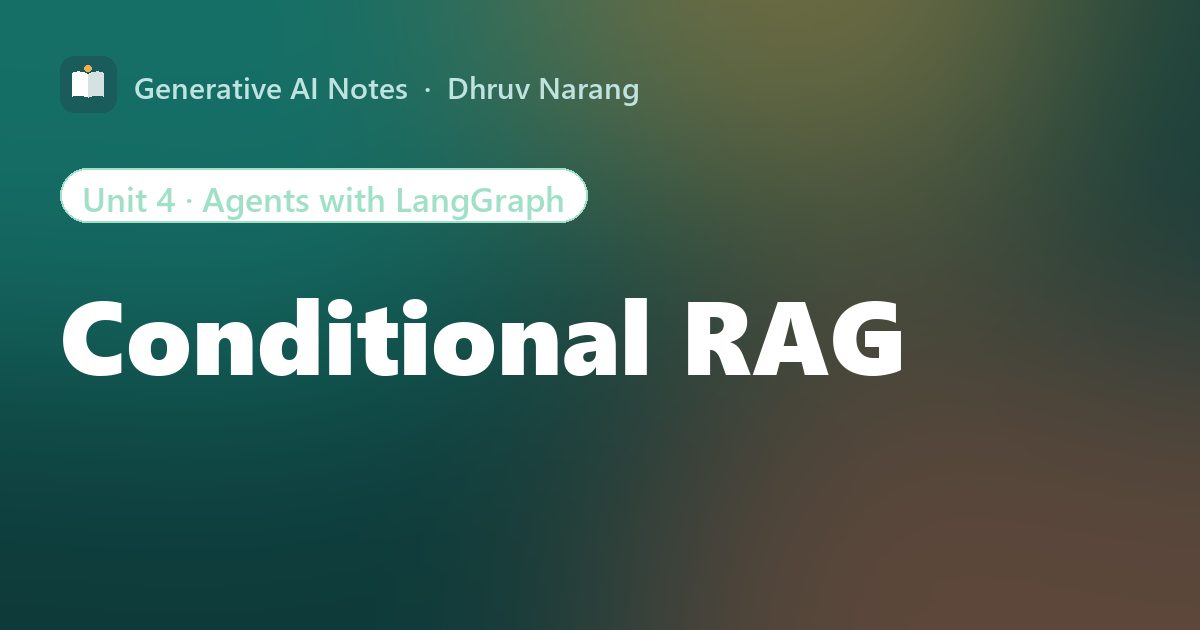 Generative AI Notes · Dhruv Narang
Unit 4 · Agents with LangGraph
Conditional RAG